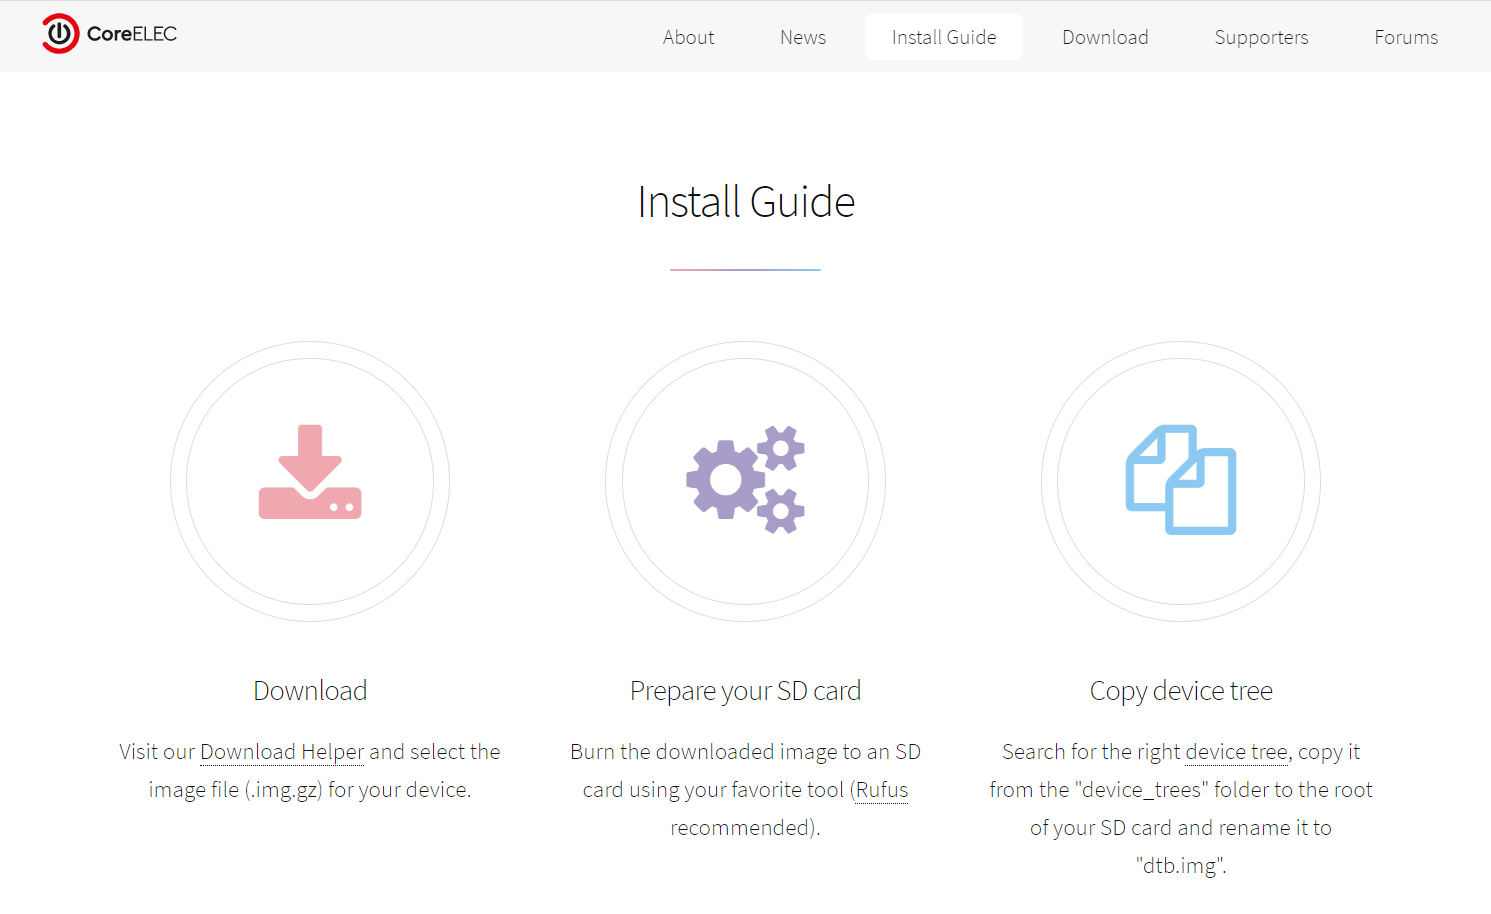 CoreELEC
About
News
Install Guide
Download
Supporters
Forums
Install Guide
Download
Visit our Download Helper and select the
image file (.img.gz) for your device.
Prepare your SD card
Burn the downloaded image to an SD
card using your favorite tool (Rufus
recommended).
Copy device tree
Search for the right device tree, copy it
from the "device_trees" folder to the root
of your SD card and rename it to
"dtb.img".